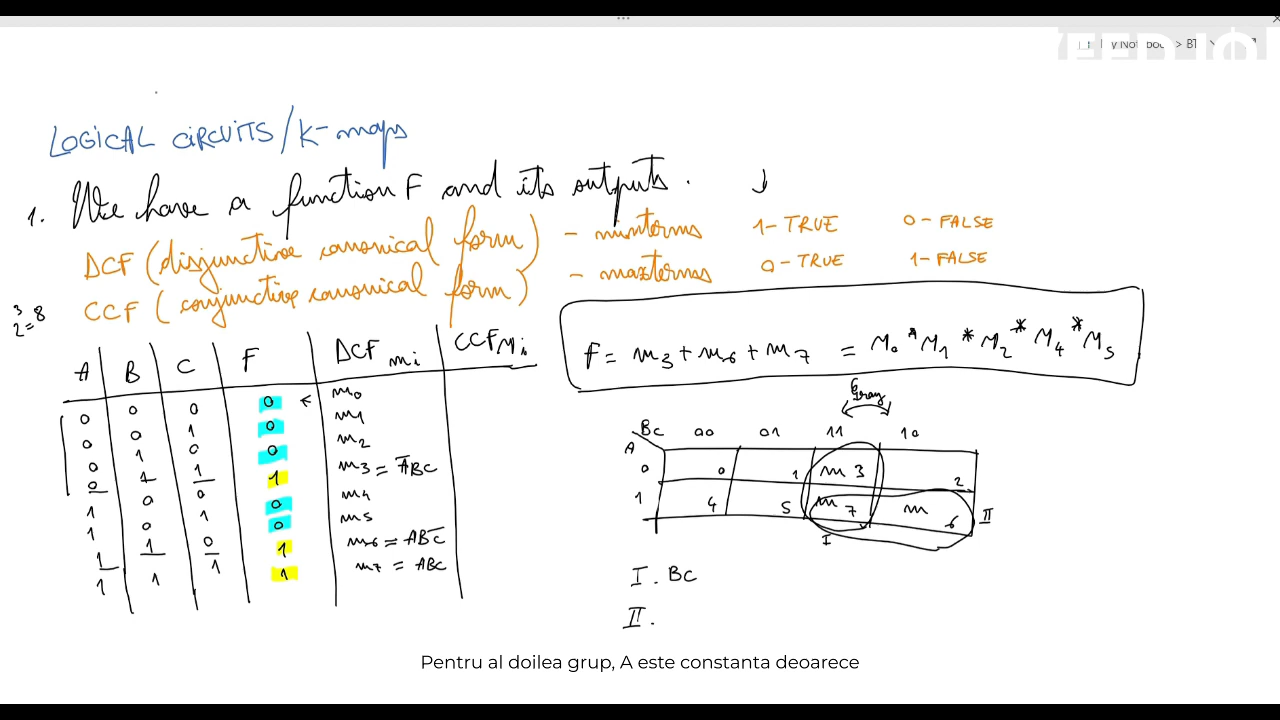 LOGICAL CIRCUITS / K-maps
1. We have a function F and its outputs.
DCF (disjunctive canonical form) - minterms 1-TRUE 0-FALSE
CCF (conjunctive canonical form) - maxterms 0-TRUE 1-FALSE
2³=8
A B C F DCF mi CCF Mi
0 0 0 0 ← m0
0 0 1 0 m1
0 1 0 0 m2
0 1 1 1 m3 = A̅BC
1 0 0 0 m4
1 0 1 0 m5
1 1 0 1 m6 = ABC̅
1 1 1 1 m7 = ABC
f = m3 + m6 + m7 = M0 * M1 * M2 * M4 * M5
Gray
A BC 00 01 11 10
0 0 1 m3 2
1 4 5 m7 m6 II
I
I. BC
II.
Pentru al doilea grup, A este constanta deoarece